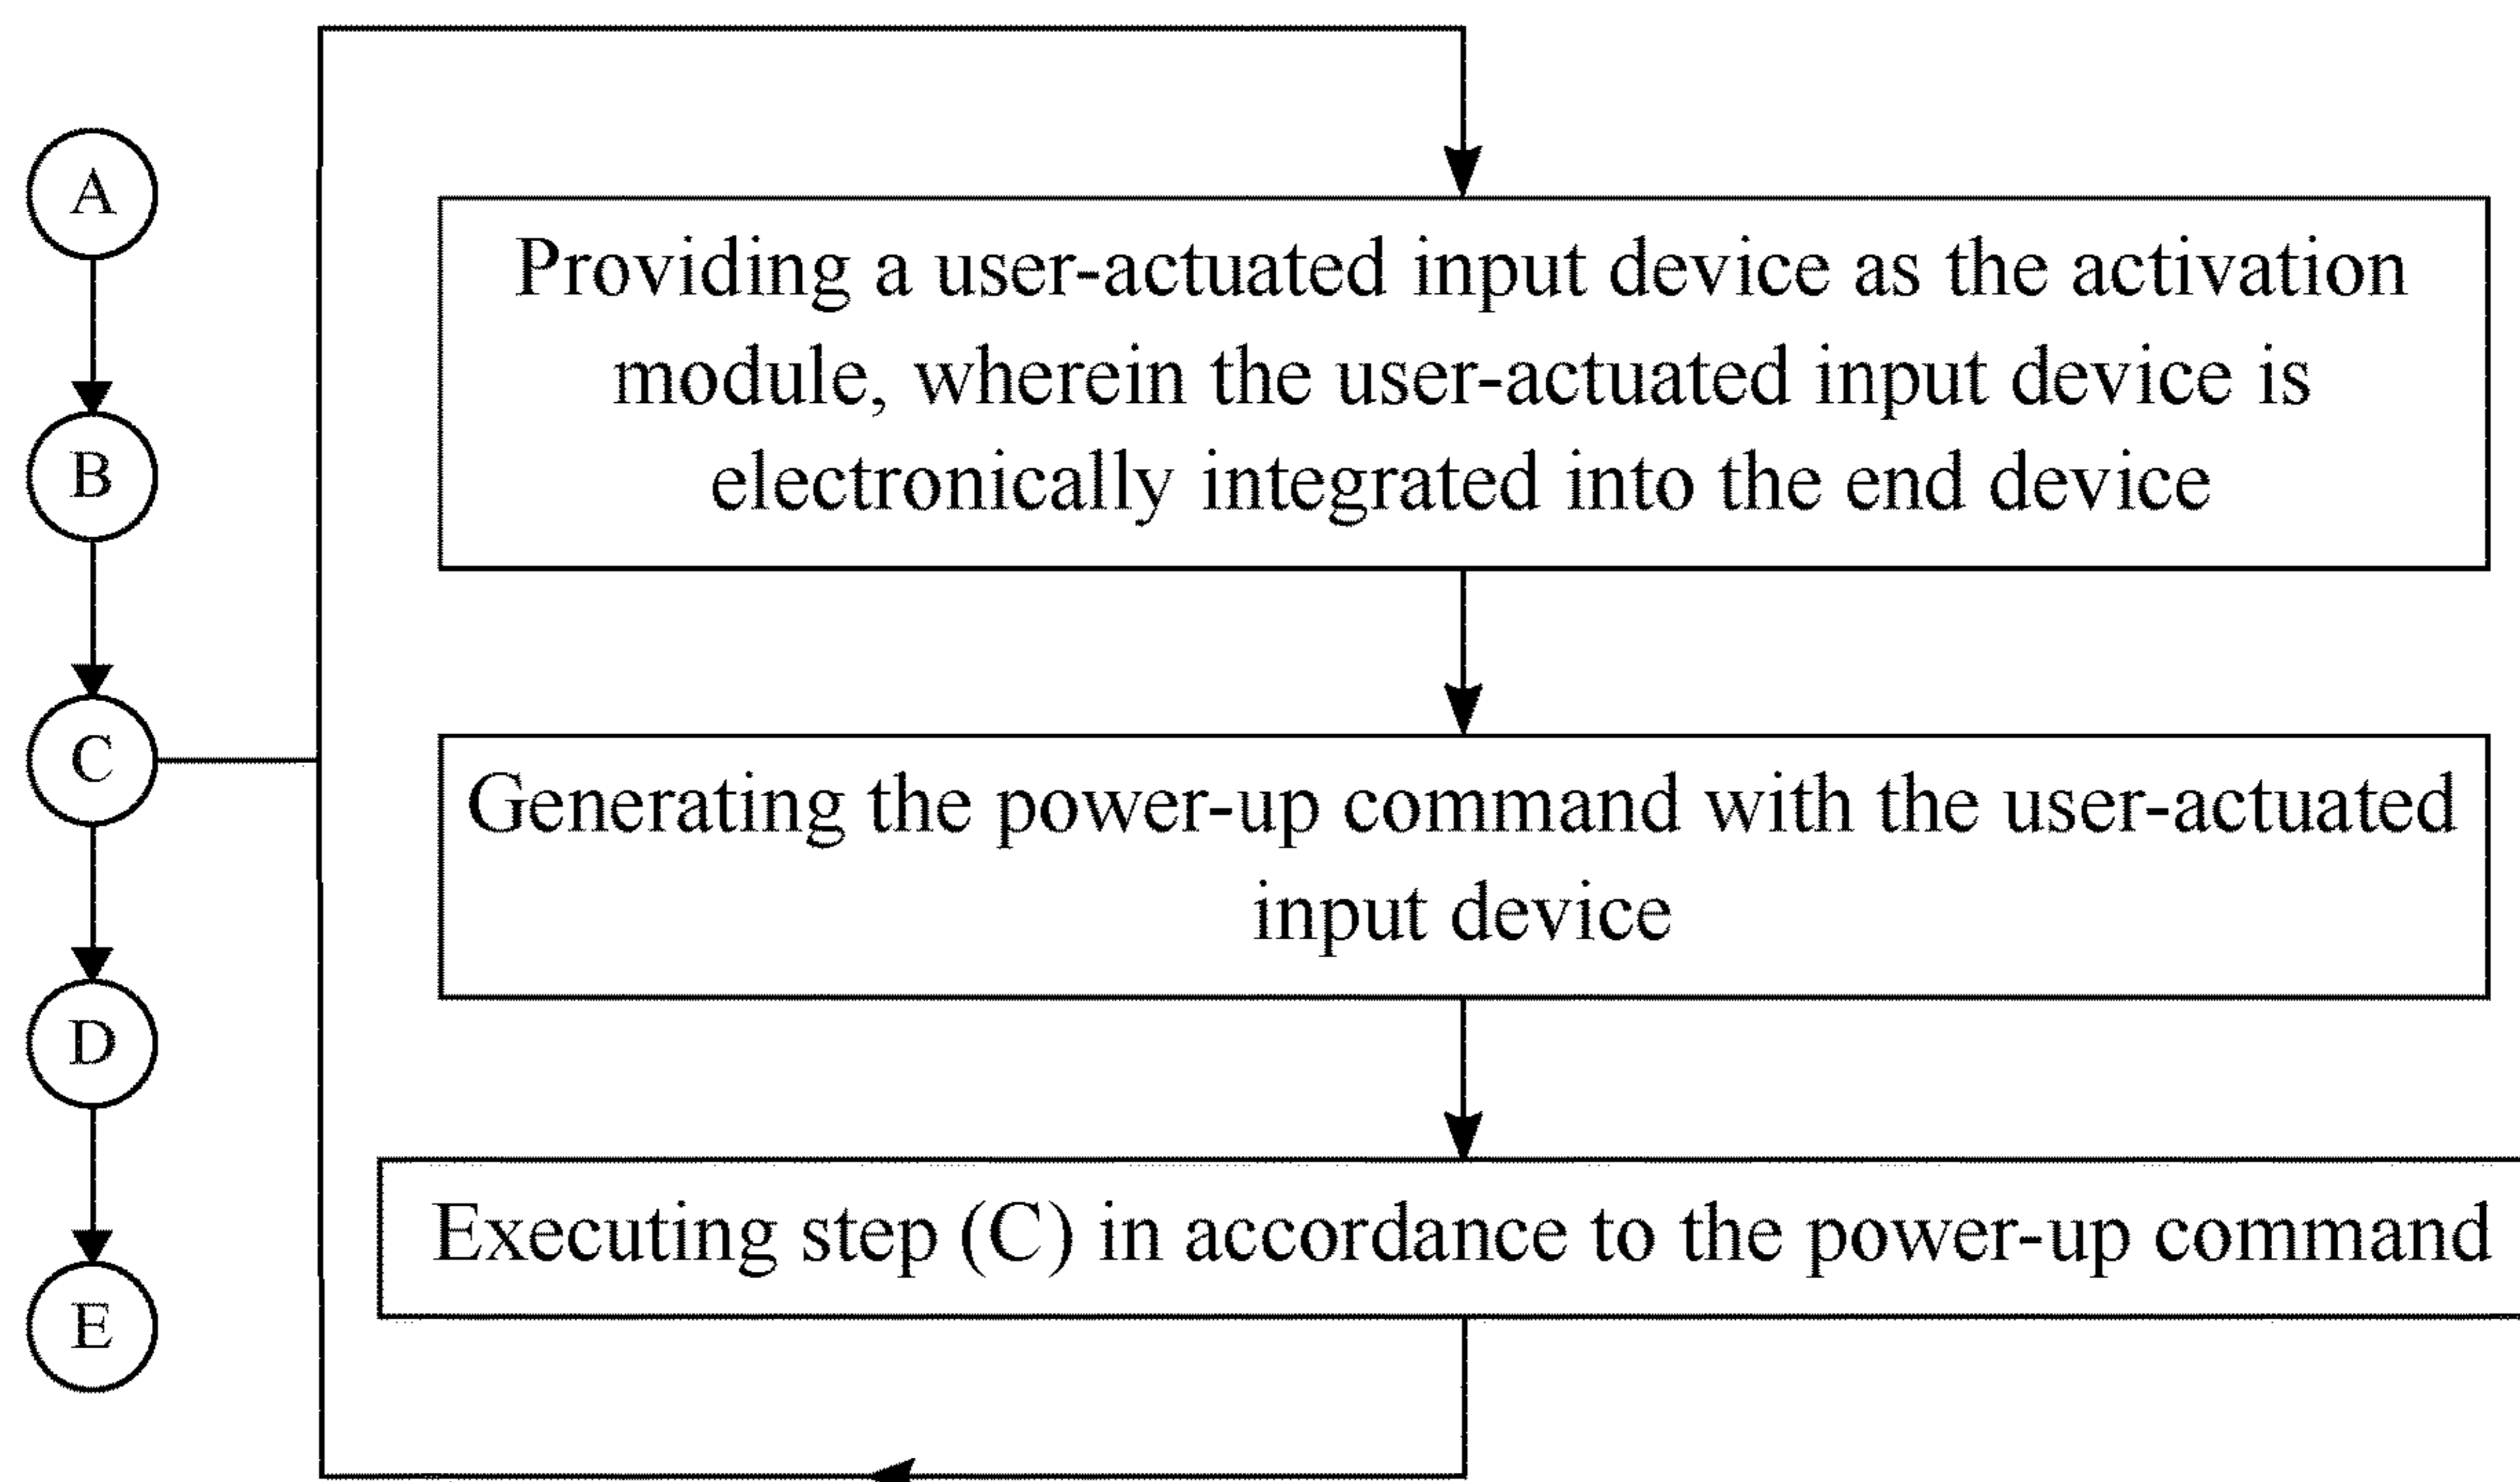 A
B
C
D
E
Providing a user-actuated input device as the activation
module, wherein the user-actuated input device is
electronically integrated into the end device
Generating the power-up command with the user-actuated
input device
Executing step (C) in accordance to the power-up command